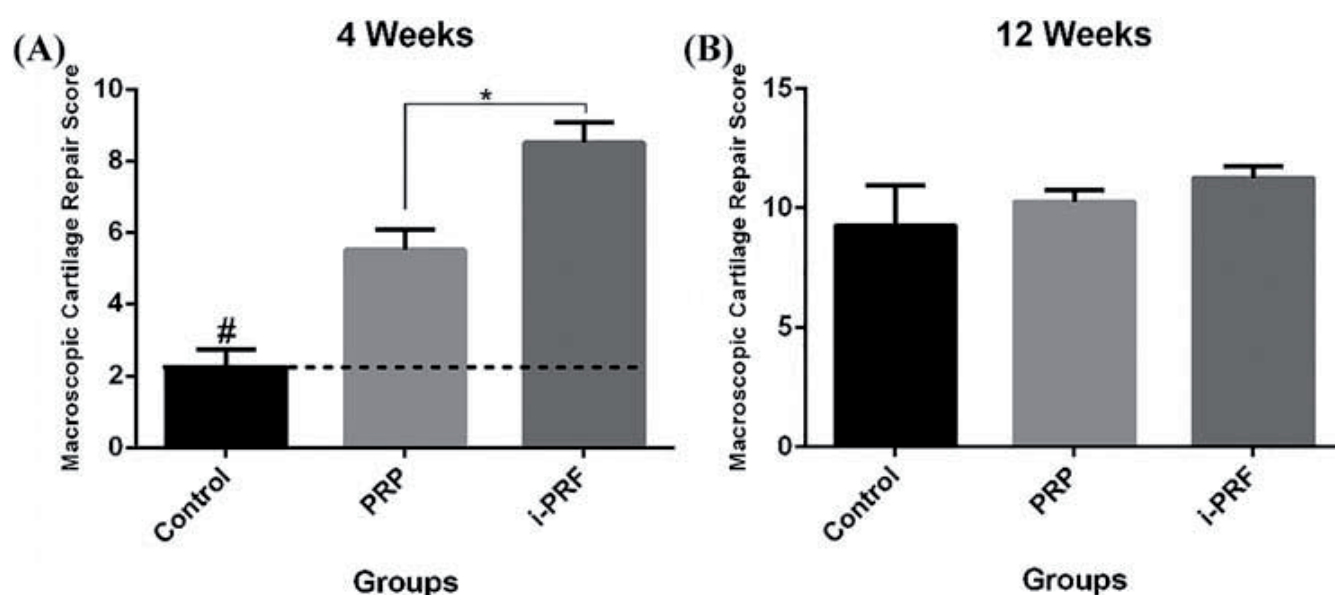 (A)
4 Weeks
Macroscopic Cartilage Repair Score
10
8
6
4
2
0
*
#
Control
PRP
i-PRF
Groups
(B)
12 Weeks
Macroscopic Cartilage Repair Score
15
10
5
0
Control
PRP
i-PRF
Groups